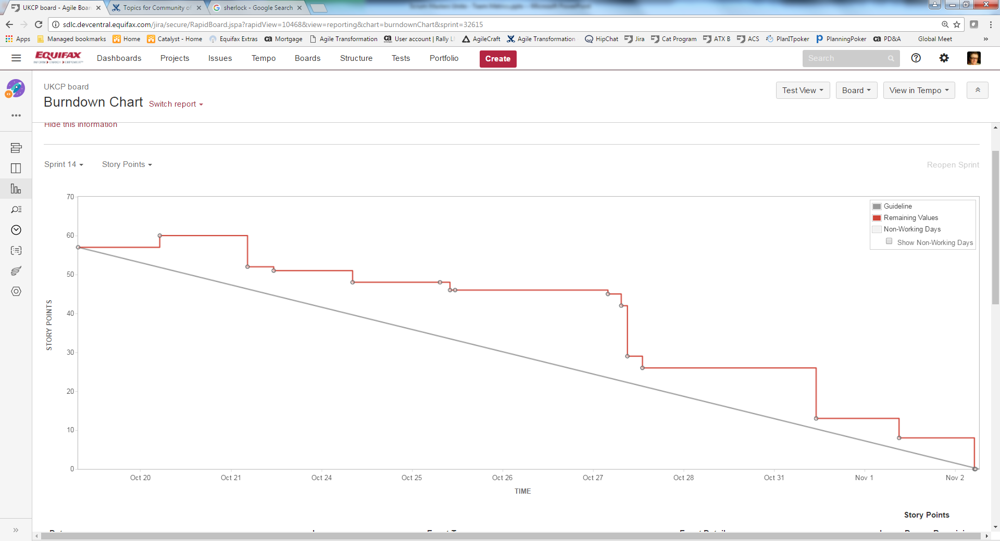 UKCP board - Agile Boar
Topics for Community of
sherlock - Google Search
sdlc.devcentral.equifax.com/jira/secure/RapidBoard.jspa?rapidView=10468&view=reporting&chart=burndownChart&sprint=32615
Apps Managed bookmarks Home Catalyst - Home Equifax Extras ca Mortgage Agile Transformation ca User account | Rally AgileCraft Agile Transformation HipChat Jira Cat Program ATX B ACS PlanITpoker PlanningPoker ca PD&A Global Meet »
EQUIFAX Dashboards Projects Issues Tempo Boards Structure Tests Portfolio Create Search
UKCP board
Burndown Chart Switch report
Test View Board View in Tempo
Hide this information
Sprint 14 Story Points Reopen Sprint
70
60
50
40
30
20
10
0
STORY POINTS
Guideline
Remaining Values
Non-Working Days
Show Non-Working Days
Oct 20 Oct 21 Oct 24 Oct 25 Oct 26 Oct 27 Oct 28 Oct 31 Nov 1 Nov 2
TIME
Story Points